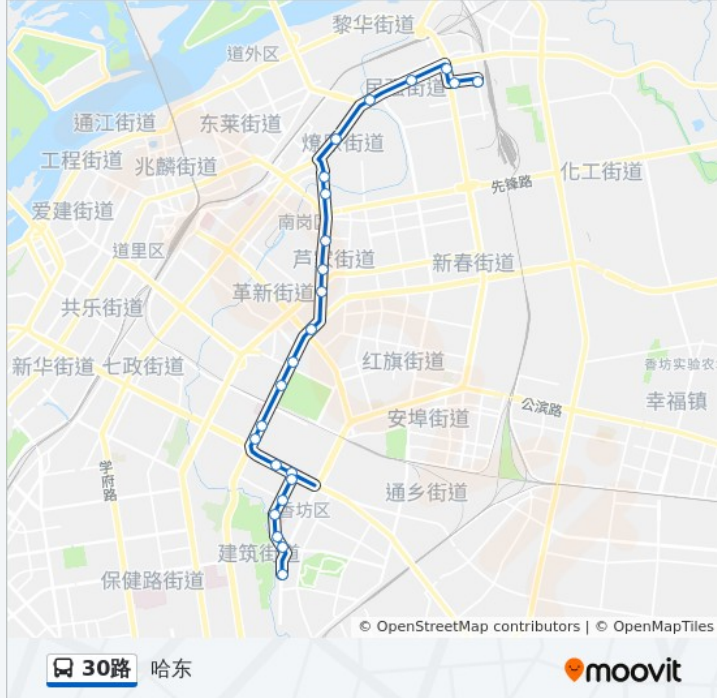 黎华街道
道外区
民强街道
通江街道
东莱街道
燎原街道
工程街道
兆麟街道
化工街道
先锋路
爱建街道
南岗区
道里区
芦家街道
新春街道
革新街道
共乐街道
新华街道
七政街道
红旗街道
香坊实验农
幸福镇
公滨路
安埠街道
学府路
通乡街道
香坊区
建筑街道
保健路街道
© OpenStreetMap contributors | © OpenMapTiles
30路 哈东
moovit